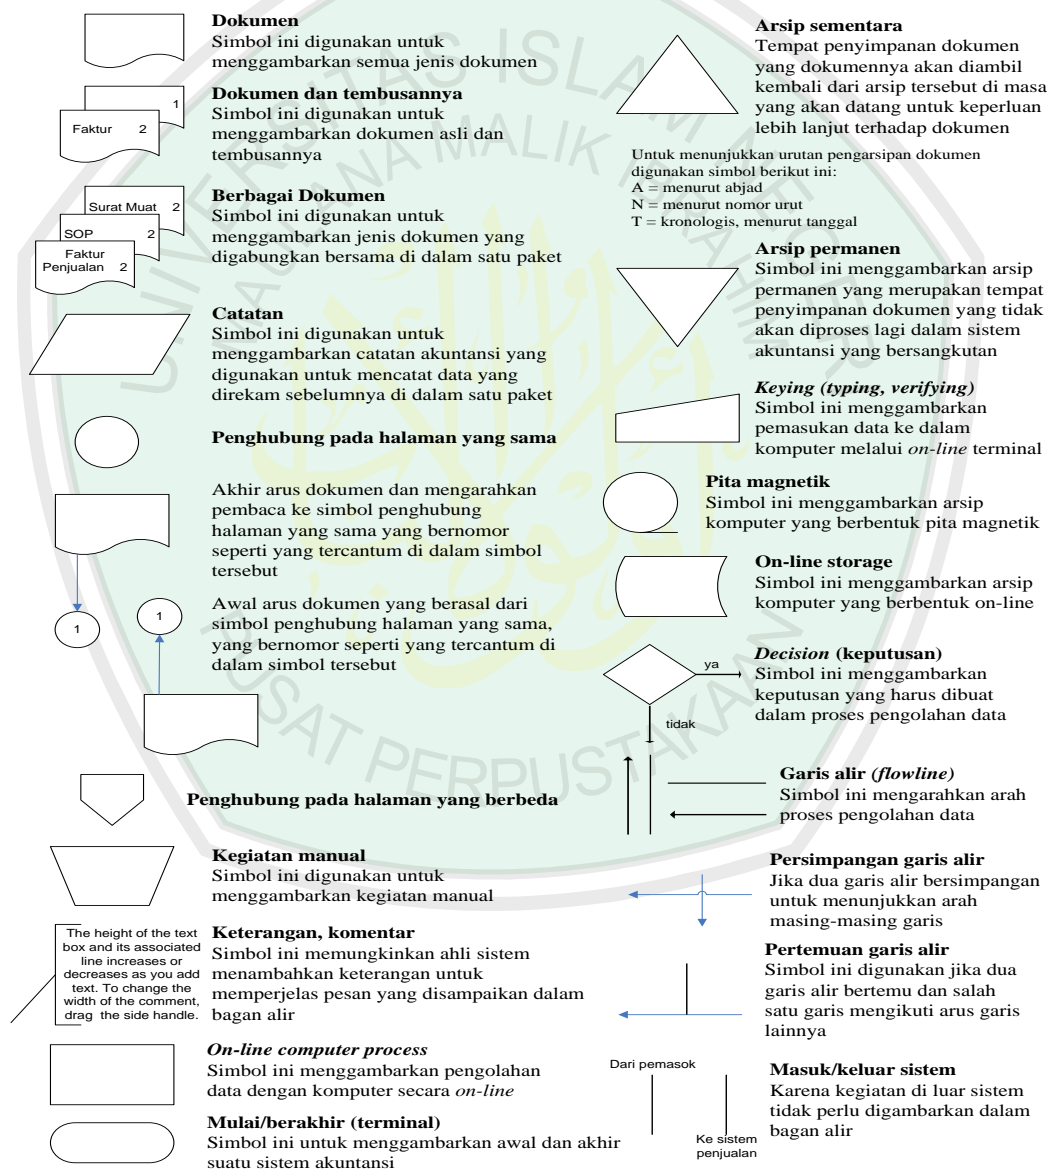 Dokumen
Simbol ini digunakan untuk
menggambarkan semua jenis dokumen
1
Faktur 2
Dokumen dan tembusannya
Simbol ini digunakan untuk
menggambarkan dokumen asli dan
tembusannya
Surat Muat 2
SOP 2
Faktur
Penjualan 2
Berbagai Dokumen
Simbol ini digunakan untuk
menggambarkan jenis dokumen yang
digabungkan bersama di dalam satu paket
Catatan
Simbol ini digunakan untuk
menggambarkan catatan akuntansi yang
digunakan untuk mencatat data yang
direkam sebelumnya di dalam satu paket
Penghubung pada halaman yang sama
Akhir arus dokumen dan mengarahkan
pembaca ke simbol penghubung
halaman yang sama yang bernomor
seperti yang tercantum di dalam simbol
tersebut
1
1
Awal arus dokumen yang berasal dari
simbol penghubung halaman yang sama,
yang bernomor seperti yang tercantum di
dalam simbol tersebut
Penghubung pada halaman yang berbeda
Kegiatan manual
Simbol ini digunakan untuk
menggambarkan kegiatan manual
The height of the text
box and its associated
line increases or
decreases as you add
text. To change the
width of the comment,
drag the side handle.
Keterangan, komentar
Simbol ini memungkinkan ahli sistem
menambahkan keterangan untuk
memperjelas pesan yang disampaikan dalam
bagan alir
On-line computer process
Simbol ini menggambarkan pengolahan
data dengan komputer secara on-line
Mulai/berakhir (terminal)
Simbol ini untuk menggambarkan awal dan akhir
suatu sistem akuntansi
Arsip sementara
Tempat penyimpanan dokumen
yang dokumennya akan diambil
kembali dari arsip tersebut di masa
yang akan datang untuk keperluan
lebih lanjut terhadap dokumen
Untuk menunjukkan urutan pengarsipan dokumen
digunakan simbol berikut ini:
A = menurut abjad
N = menurut nomor urut
T = kronologis, menurut tanggal
Arsip permanen
Simbol ini menggambarkan arsip
permanen yang merupakan tempat
penyimpanan dokumen yang tidak
akan diproses lagi dalam sistem
akuntansi yang bersangkutan
Keying (typing, verifying)
Simbol ini menggambarkan
pemasukan data ke dalam
komputer melalui on-line terminal
Pita magnetik
Simbol ini menggambarkan arsip
komputer yang berbentuk pita magnetik
On-line storage
Simbol ini menggambarkan arsip
komputer yang berbentuk on-line
ya
tidak
Decision (keputusan)
Simbol ini menggambarkan
keputusan yang harus dibuat
dalam proses pengolahan data
Garis alir (flowline)
Simbol ini mengarahkan arah
proses pengolahan data
Persimpangan garis alir
Jika dua garis alir bersimpangan
untuk menunjukkan arah
masing-masing garis
Pertemuan garis alir
Simbol ini digunakan jika dua
garis alir bertemu dan salah
satu garis mengikuti arus garis
lainnya
Dari pemasok
Ke sistem
penjualan
Masuk/keluar sistem
Karena kegiatan di luar sistem
tidak perlu digambarkan dalam
bagan alir
UNIVERSITAS ISLAM NEGERI
MAULANA MALIK IBRAHIM
PUSAT PERPUSTAKAAN